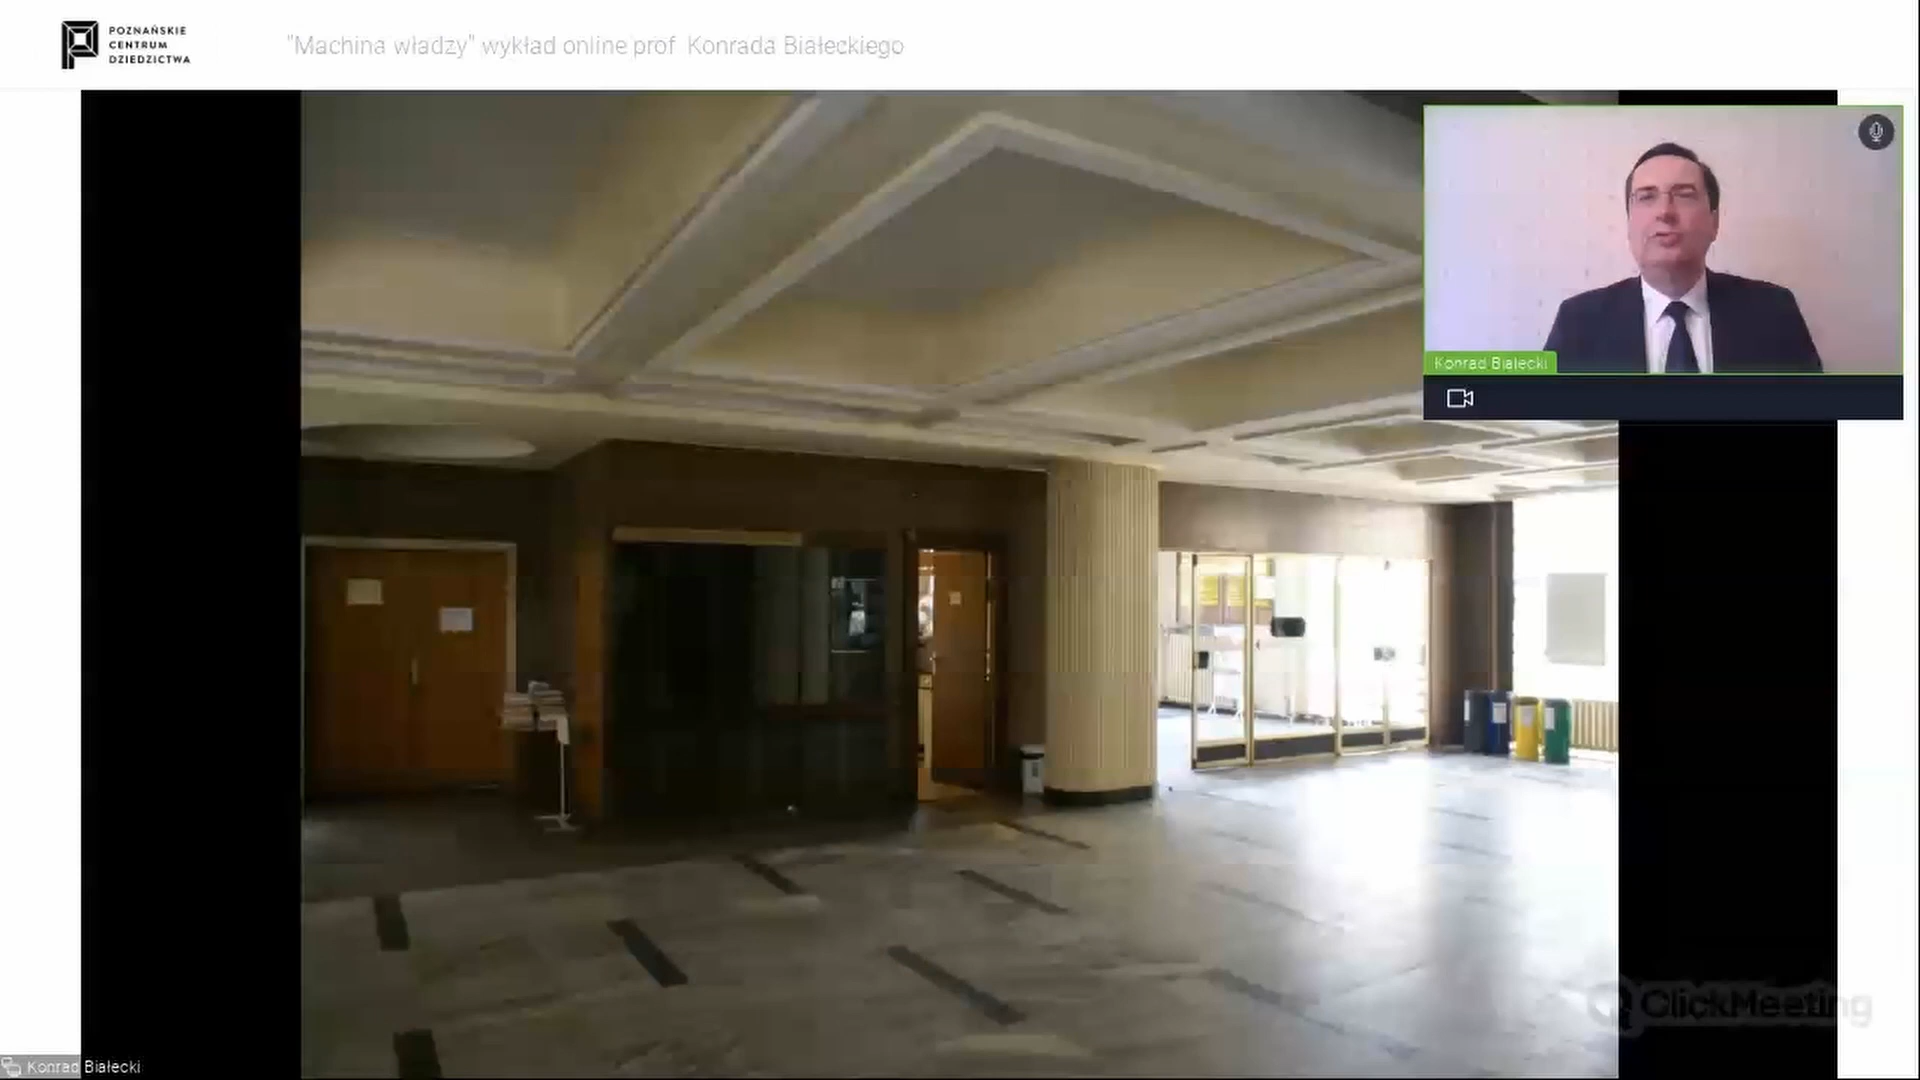 POZNAŃSKIE
CENTRUM
DZIEDZICTWA
"Machina władzy" wykład online prof Konrada Białeckiego
Konrad Białecki
ClickMeeting
Konrad Białecki